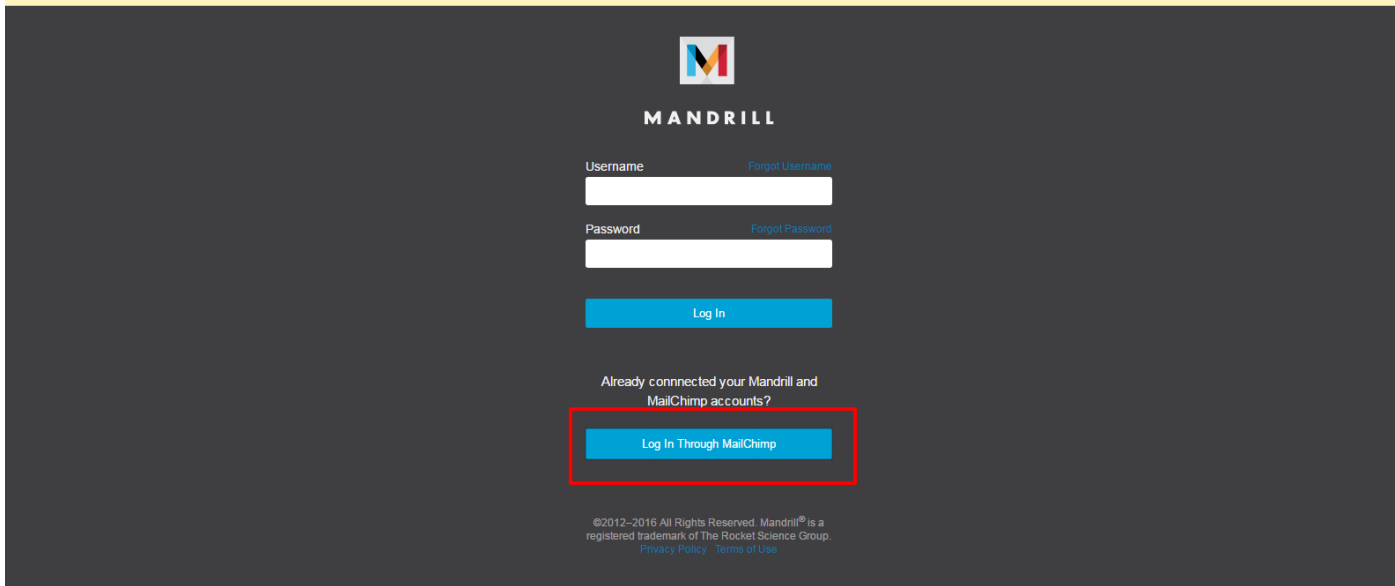 MANDRILL
Username Forgot Username
Password Forgot Password
Log In
Already connnected your Mandrill and
MailChimp accounts?
Log In Through MailChimp
©2012–2016 All Rights Reserved. Mandrill® is a
registered trademark of The Rocket Science Group.
Privacy Policy Terms of Use